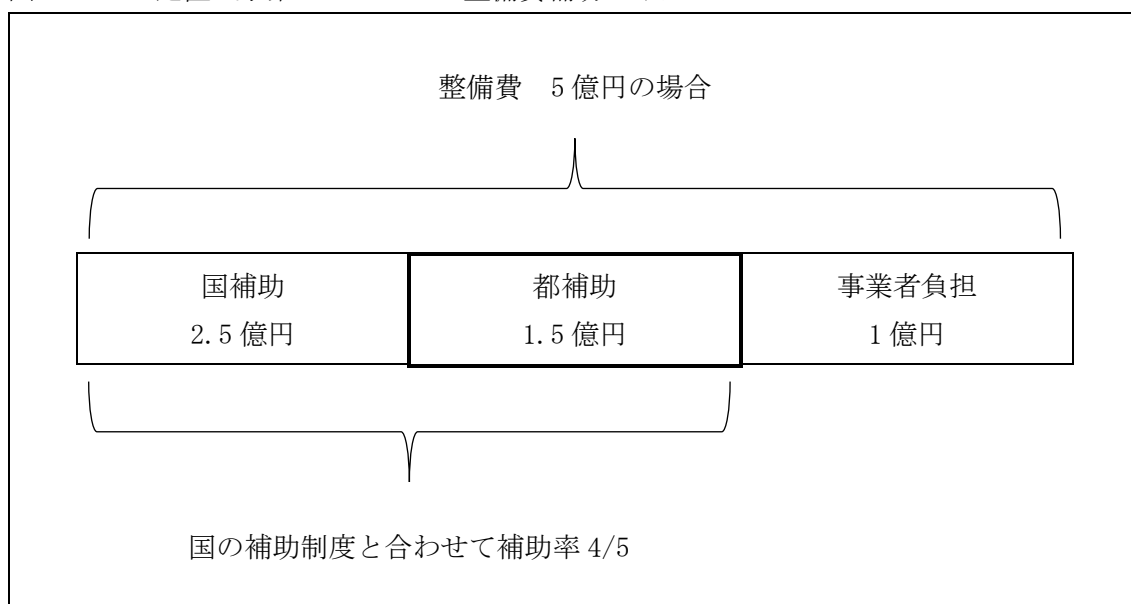 整備費　5億円の場合
国補助
2.5億円
都補助
1.5億円
事業者負担
1億円
国の補助制度と合わせて補助率4/5